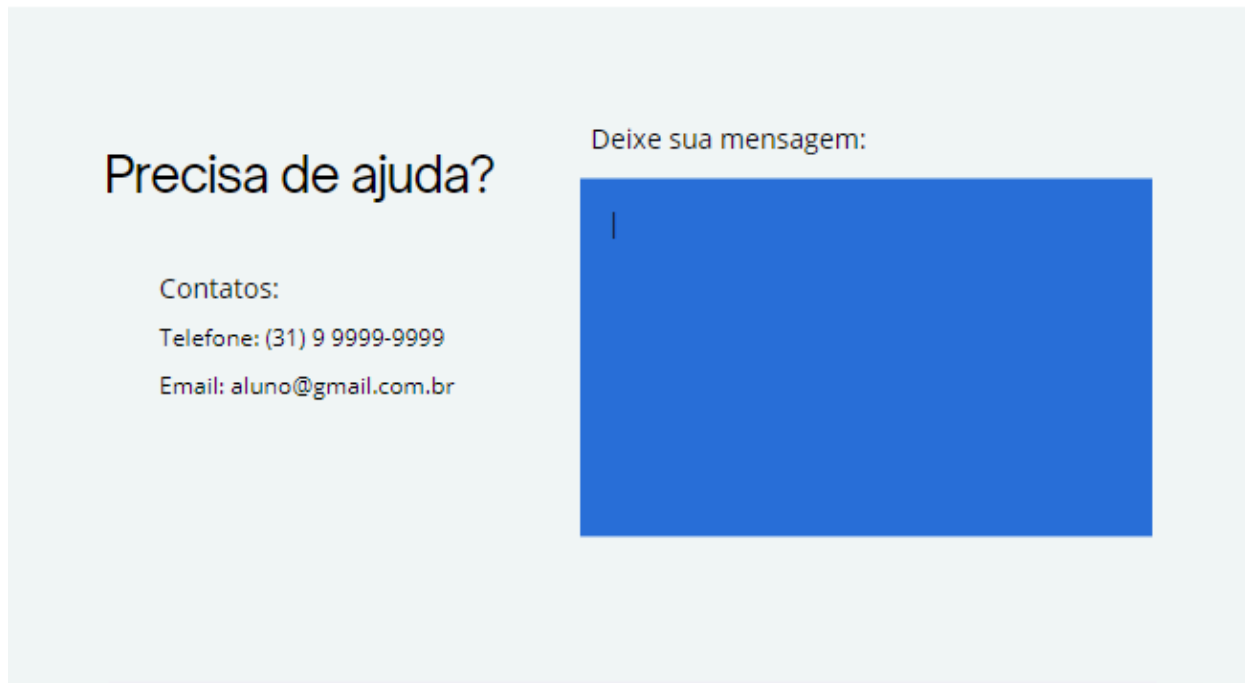 Precisa de ajuda?
Contatos:
Telefone: (31) 9 9999-9999
Email: aluno@gmail.com.br
Deixe sua mensagem: